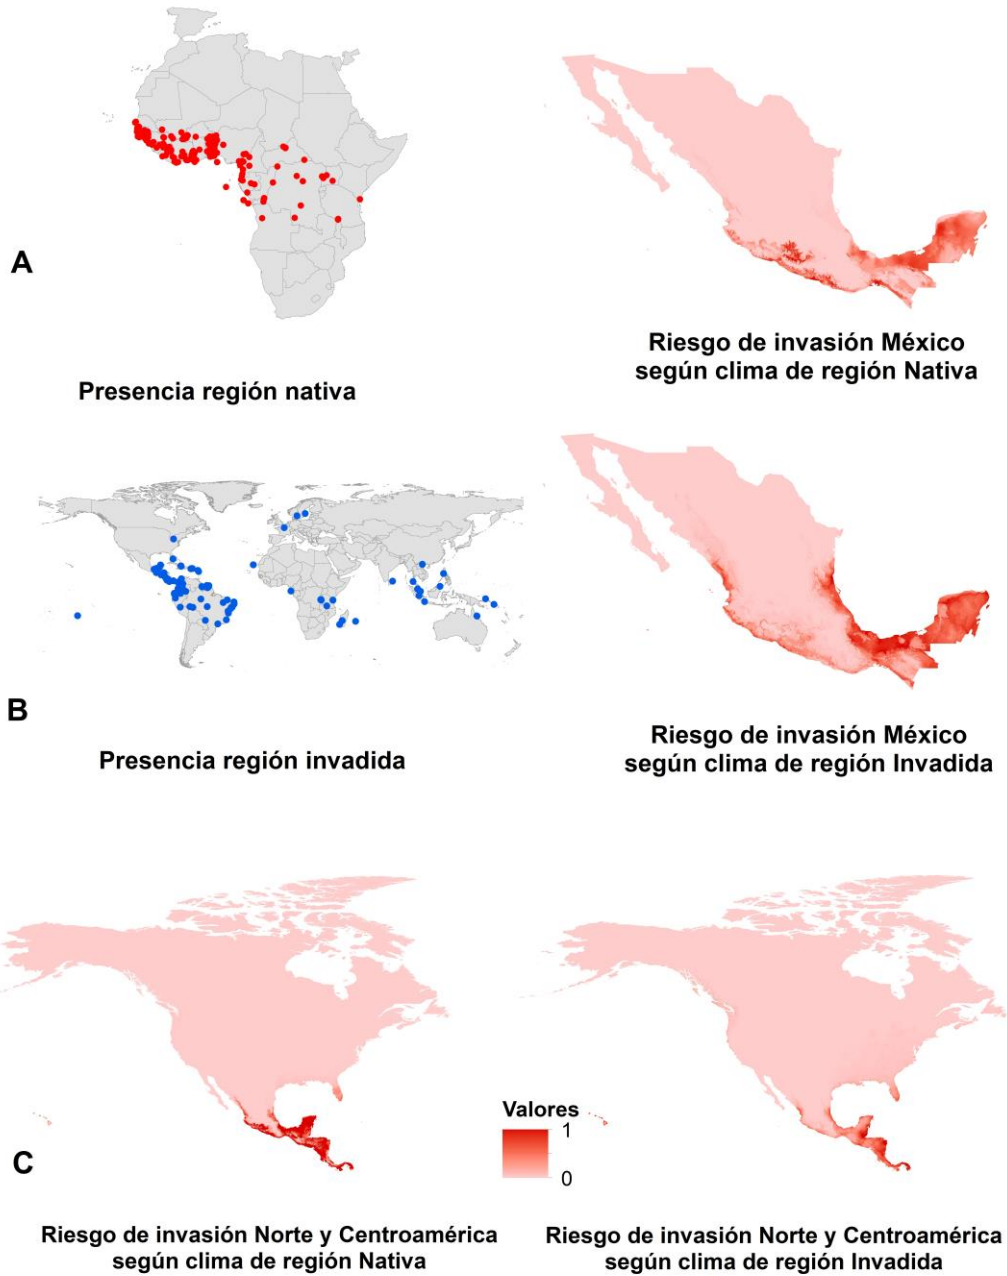 A
Presencia región nativa
Riesgo de invasión México
según clima de región Nativa
B
Presencia región invadida
Riesgo de invasión México
según clima de región Invadida
C
Valores
1
0
Riesgo de invasión Norte y Centroamérica
según clima de región Nativa
Riesgo de invasión Norte y Centroamérica
según clima de región Invadida